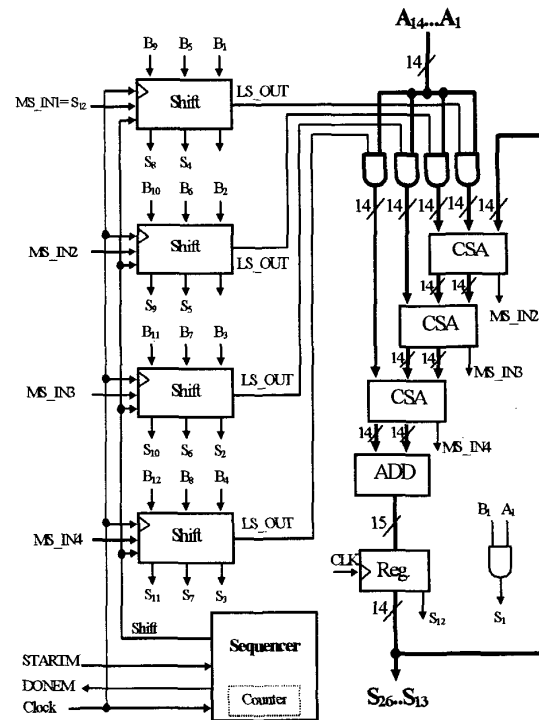 A14...A1
14
B9 B5 B1
MS_IN1=S12
Shift
LS_OUT
S8 S4
B10 B6 B2
MS_IN2
Shift
LS_OUT
S9 S5
B11 B7 B3
MS_IN3
Shift
LS_OUT
S10 S6 S2
B12 B8 B4
MS_IN4
Shift
LS_OUT
S11 S7 S3
14 14 14 14 14
CSA
14 14
MS_IN2
CSA
14 14
MS_IN3
CSA
14 14
MS_IN4
ADD
15
CLK
Reg.
14
S12
B1 A1
S1
S26..S13
Shift
Sequencer
STARTM
DONEM
Counter
Clock